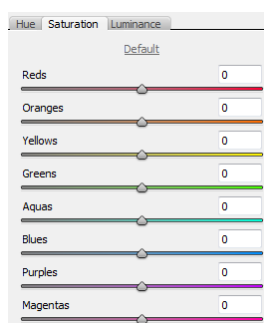 Hue Saturation Luminance
Default
Reds 0
Oranges 0
Yellows 0
Greens 0
Aquas 0
Blues 0
Purples 0
Magentas 0